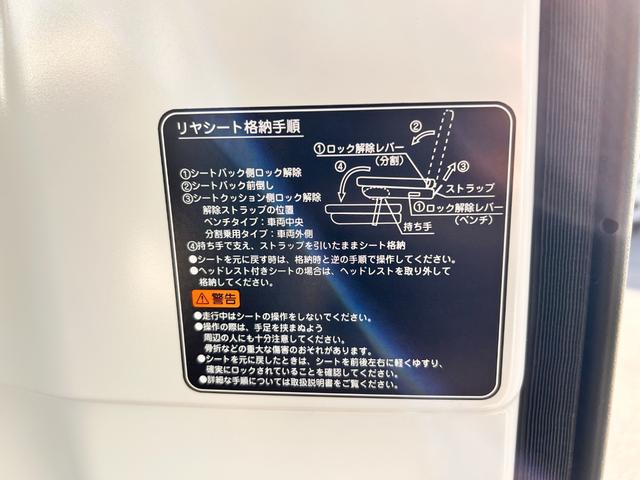 リヤシート格納手順
①シートバック側ロック解除
②シートバック前倒し
③シートクッション側ロック解除
解除ストラップの位置
ベンチタイプ：車両中央
分割乗用タイプ：車両外側
④持ち手で支え、ストラップを引いたままシート格納
②
①ロック解除レバー
（分割）
④
③
ストラップ
①ロック解除レバー
（ベンチ）
持ち手
●シートを元に戻す時は、格納時と逆の手順で操作してください。
●ヘッドレスト付きシートの場合は、ヘッドレストを取り外して
格納してください。
⚠警告
●走行中はシートの操作をしないでください。
●操作の際は、手足を挟まぬよう
周辺の人にも十分注意してください。
骨折などの重大な傷害のおそれがあります。
●シートを元に戻したときは、シートを前後左右に軽くゆすり、
確実にロックされていることを確認してください。
●詳細な手順については取扱説明書をご覧ください。